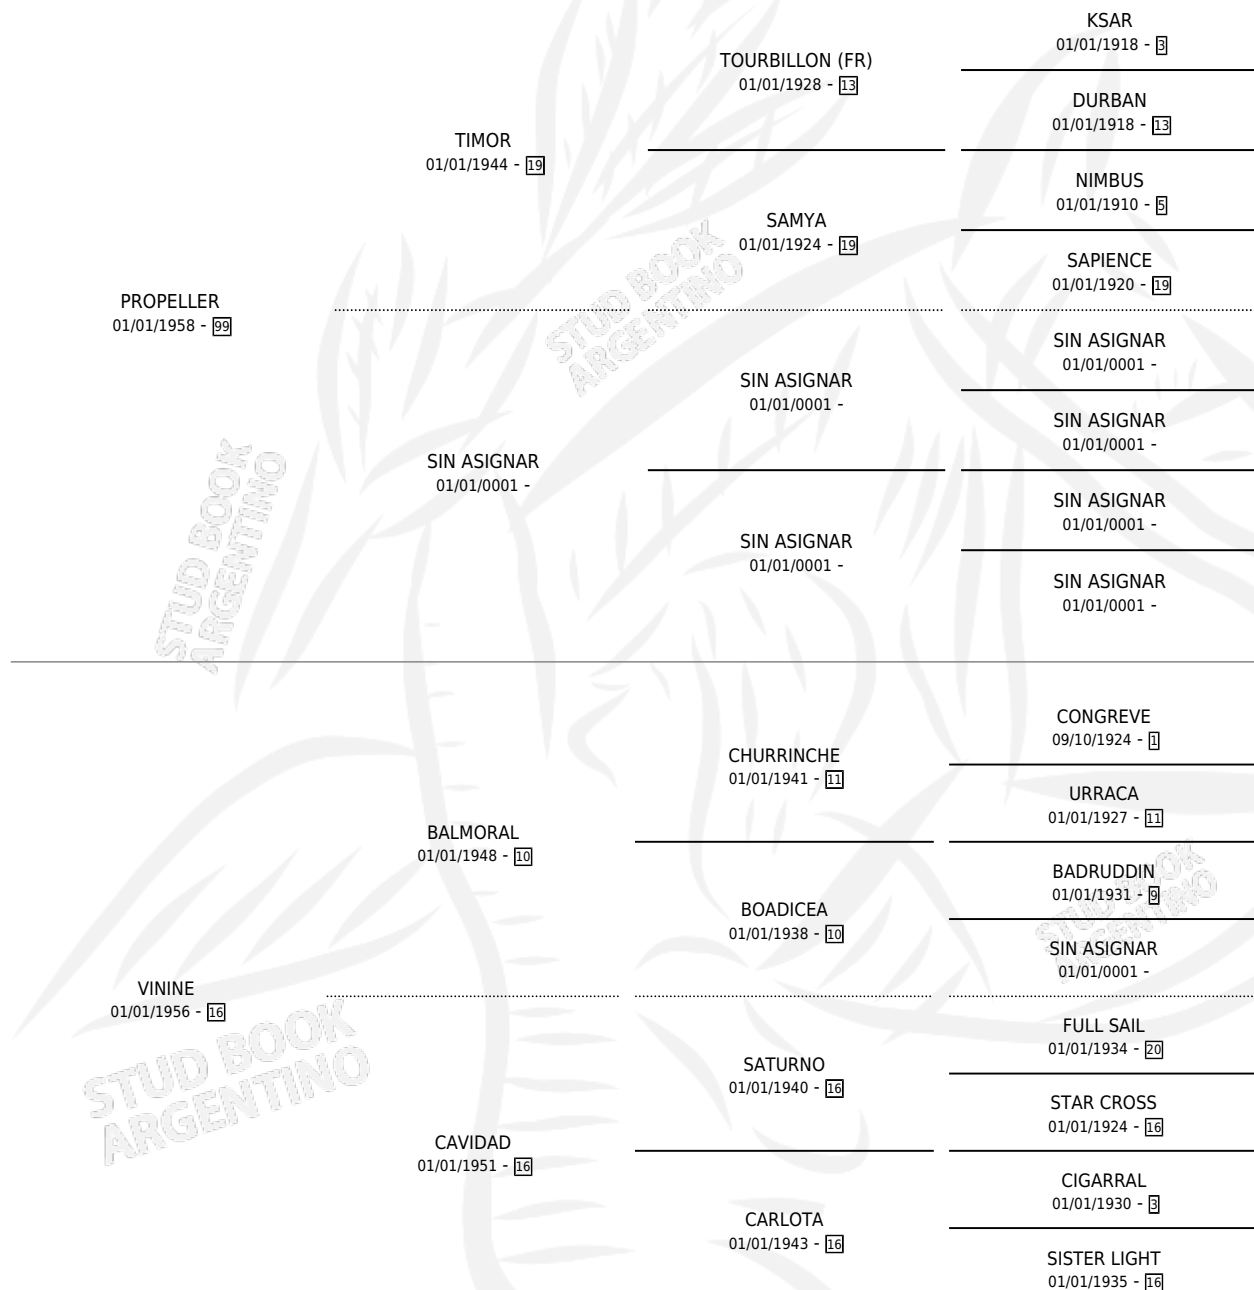 KSAR
01/01/1918 - 3
TOURBILLON (FR)
01/01/1928 - 13
DURBAN
01/01/1918 - 13
TIMOR
01/01/1944 - 19
NIMBUS
01/01/1910 - 5
SAMYA
01/01/1924 - 19
SAPIENCE
01/01/1920 - 19
PROPELLER
01/01/1958 - 99
SIN ASIGNAR
01/01/0001 -
SIN ASIGNAR
01/01/0001 -
SIN ASIGNAR
01/01/0001 -
SIN ASIGNAR
01/01/0001 -
SIN ASIGNAR
01/01/0001 -
SIN ASIGNAR
01/01/0001 -
SIN ASIGNAR
01/01/0001 -
CONGREVE
09/10/1924 - 1
CHURRINCHE
01/01/1941 - 11
URRACA
01/01/1927 - 11
BALMORAL
01/01/1948 - 10
BADRUDDIN
01/01/1931 - 9
BOADICEA
01/01/1938 - 10
SIN ASIGNAR
01/01/0001 -
VININE
01/01/1956 - 16
FULL SAIL
01/01/1934 - 20
SATURNO
01/01/1940 - 16
STAR CROSS
01/01/1924 - 16
CAVIDAD
01/01/1951 - 16
CIGARRAL
01/01/1930 - 3
CARLOTA
01/01/1943 - 16
SISTER LIGHT
01/01/1935 - 16
STUD BOOK
ARGENTINO
STUD BOOK
ARGENTINO
STUD BOOK
ARGENTINO
STUD BOOK
ARGENTINO